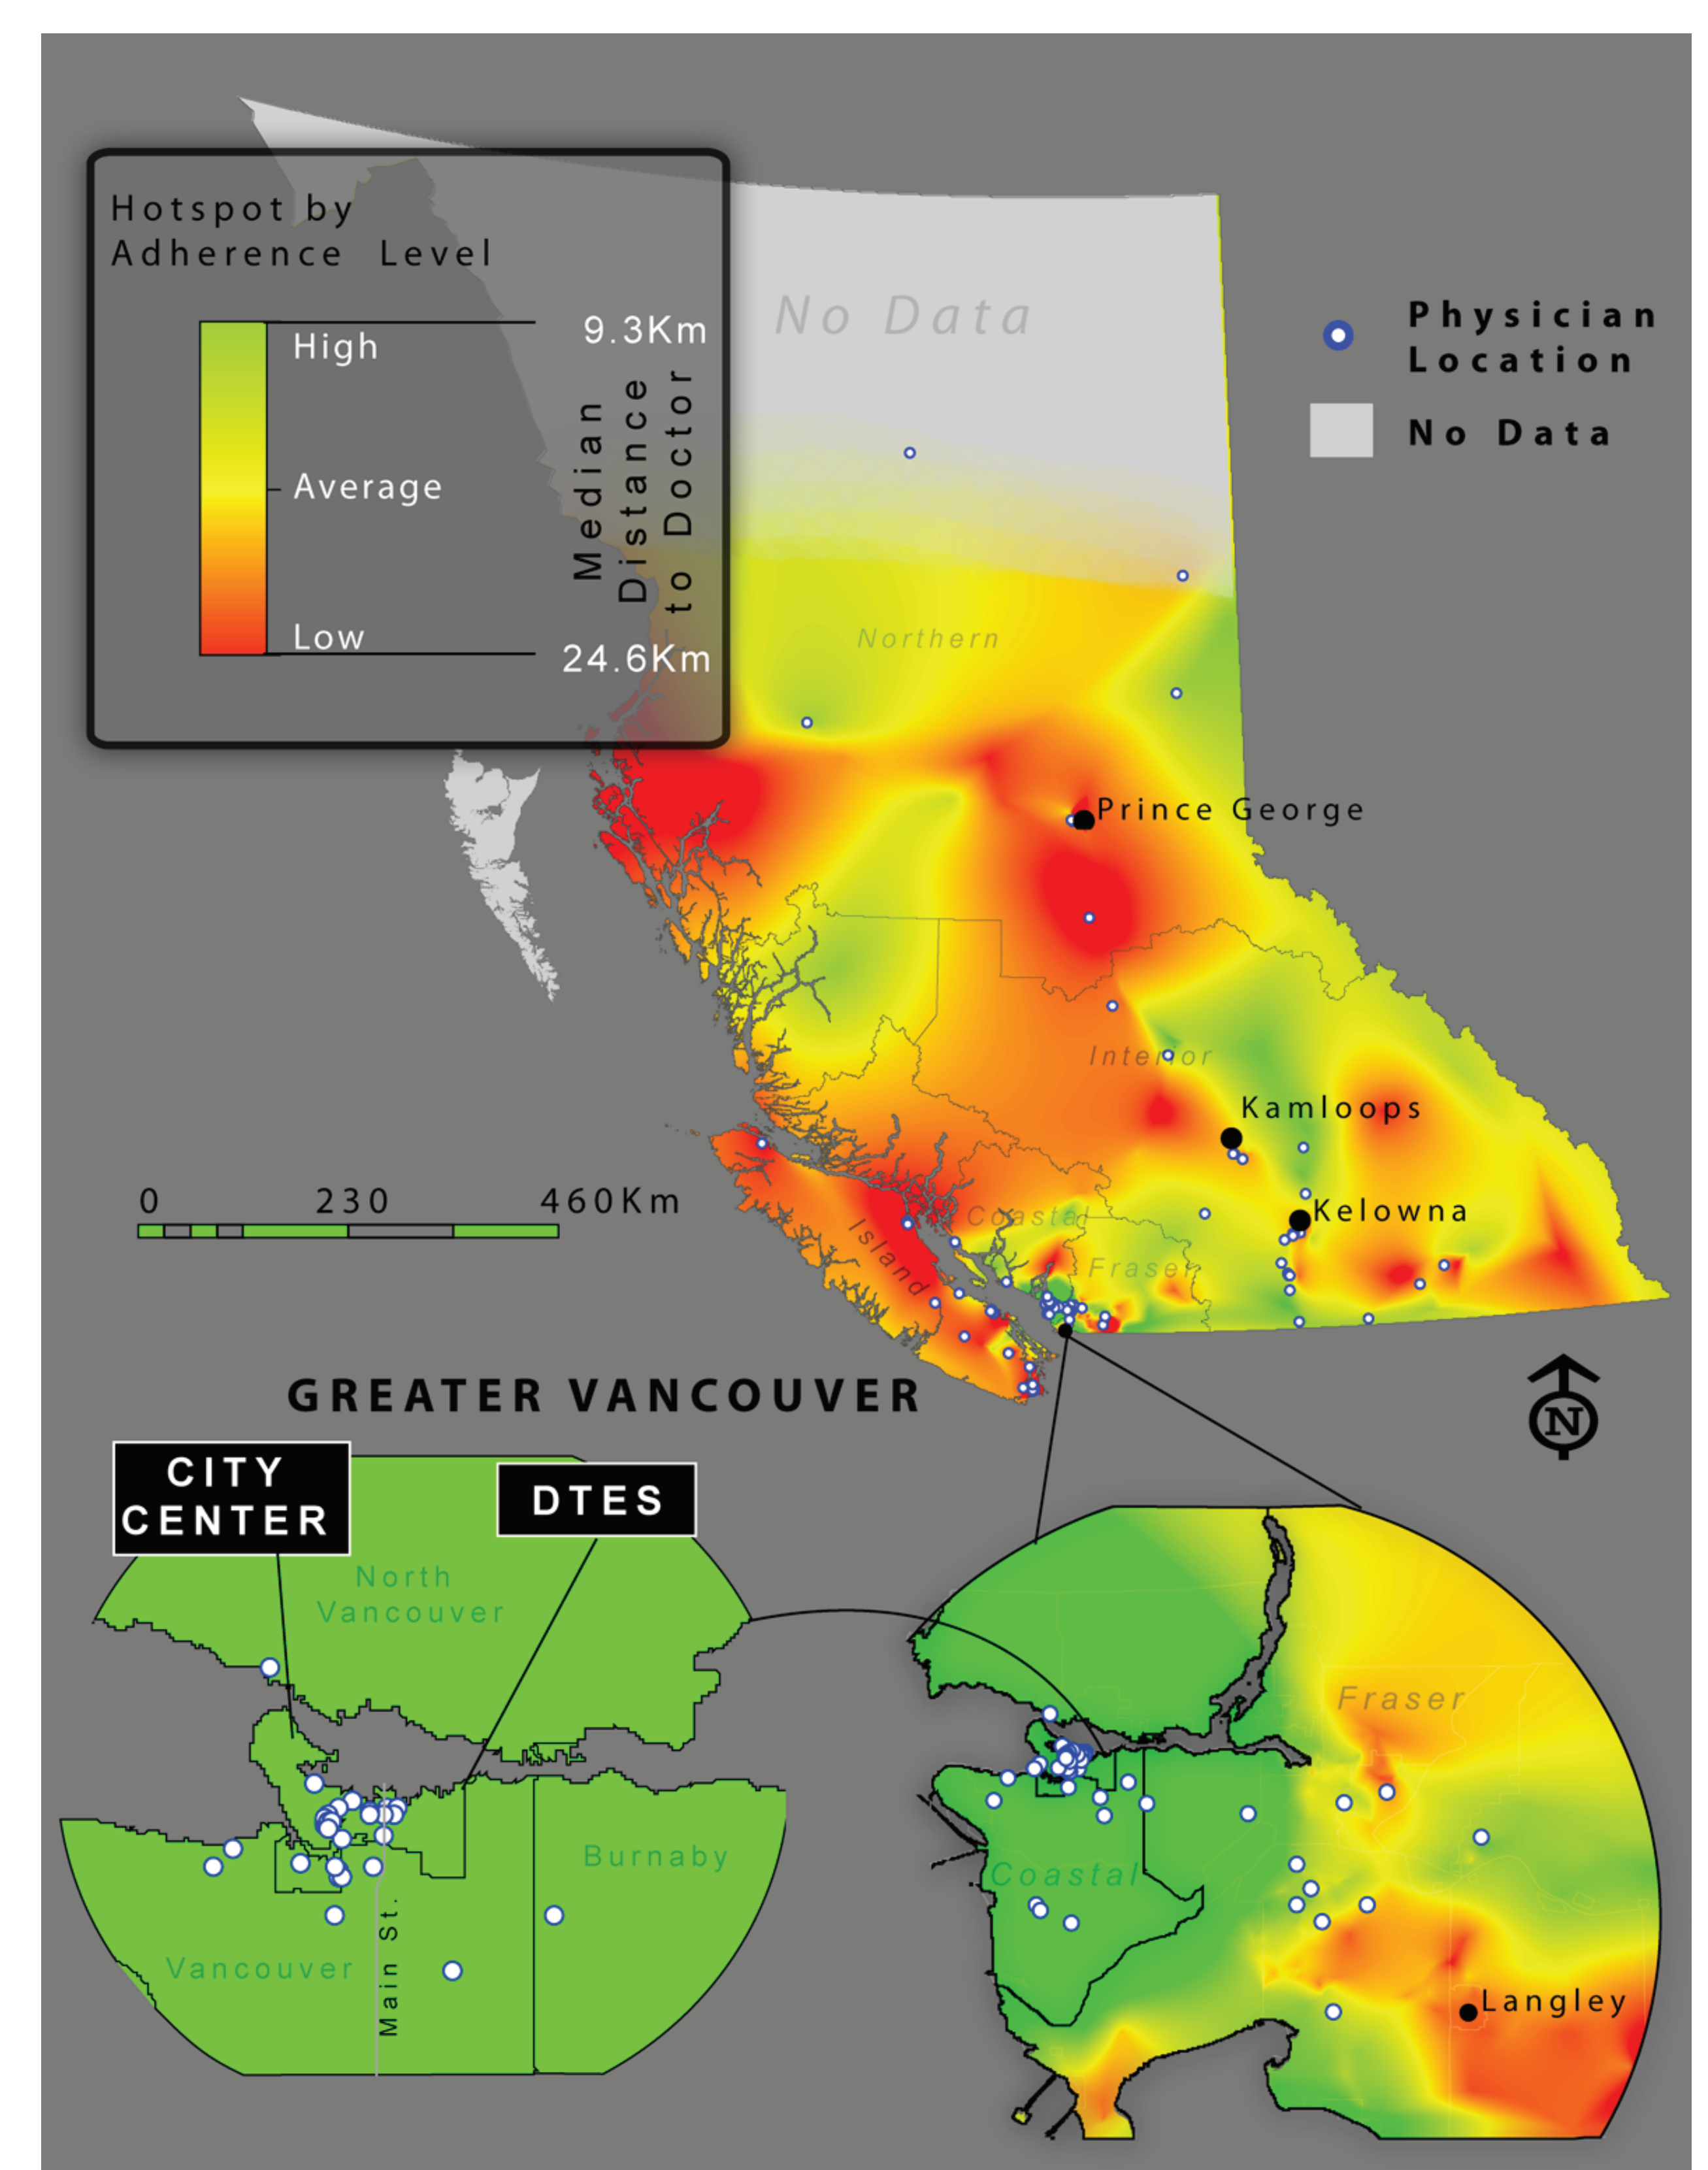 Hotspot by
Adherence Level
High
Average
Low
9.3Km
Median
Distance
to Doctor
24.6Km
No Data
Physician
Location
No Data
Northern
Prince George
Interior
Kamloops
Kelowna
Coastal
Fraser
Island
0 230 460Km
N
GREATER VANCOUVER
CITY
CENTER
DTES
North
Vancouver
Burnaby
Vancouver
Main St.
Fraser
Coastal
Langley